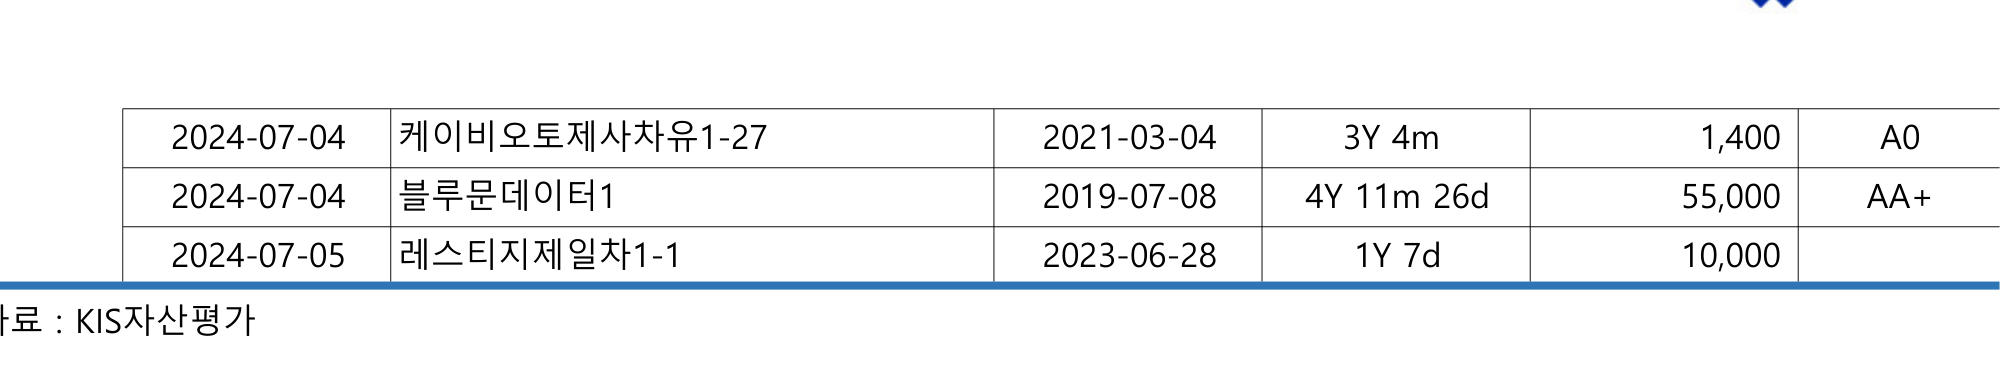 2024-07-04 케이비오토제사차유1-27 2021-03-04 3Y 4m 1,400 A0
2024-07-04 블루문데이터1 2019-07-08 4Y 11m 26d 55,000 AA+
2024-07-05 레스티지제일차1-1 2023-06-28 1Y 7d 10,000
료 : KIS자산평가